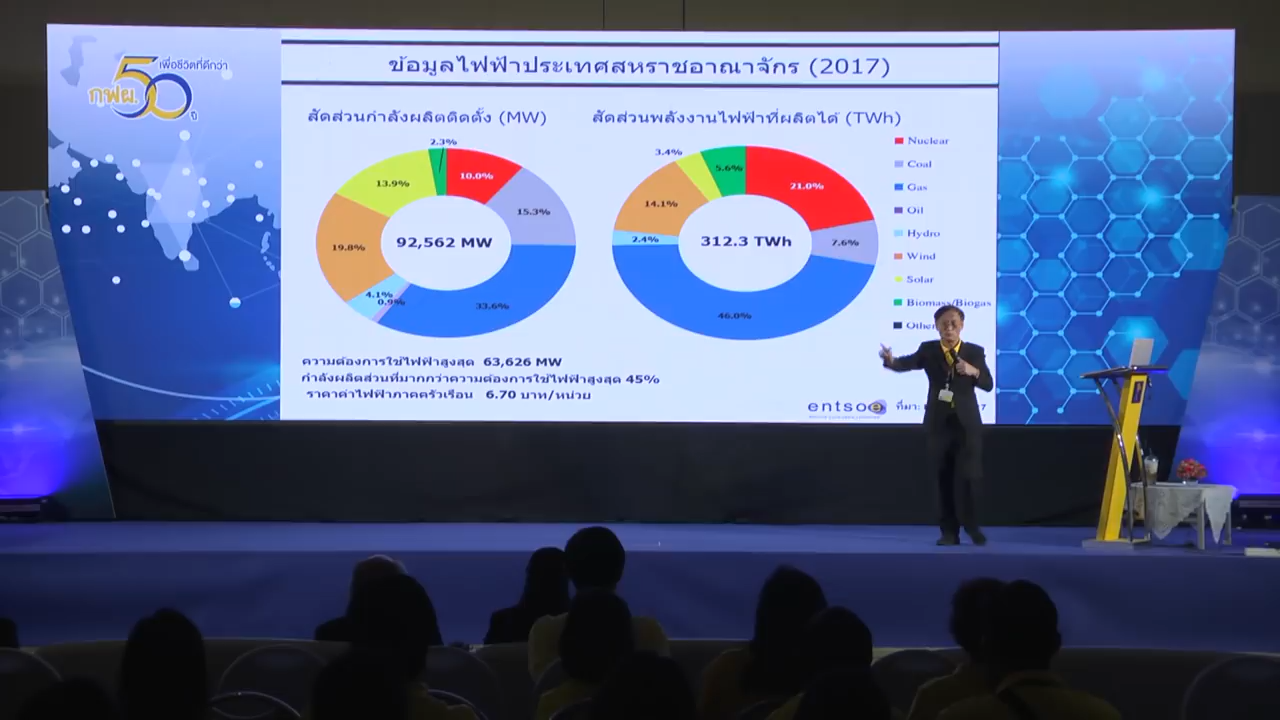 เพื่อชีวิตที่ดีกว่า
กฟผ. 50 ปี
ข้อมูลไฟฟ้าประเทศสหราชอาณาจักร (2017)
สัดส่วนกำลังผลิตติดตั้ง (MW)
2.3%
10.0%
13.9%
15.3%
19.8%
92,562 MW
4.1%
0.9%
33.6%
สัดส่วนพลังงานไฟฟ้าที่ผลิตได้ (TWh)
3.4%
5.6%
21.0%
14.1%
2.4%
312.3 TWh
7.6%
46.0%
Nuclear
Coal
Gas
Oil
Hydro
Wind
Solar
Biomass/Biogas
ความต้องการใช้ไฟฟ้าสูงสุด 63,626 MW
กำลังผลิตส่วนที่มากกว่าความต้องการใช้ไฟฟ้าสูงสุด 45%
ราคาค่าไฟฟ้าภาคครัวเรือน 6.70 บาท/หน่วย
entsoe
ที่มา: